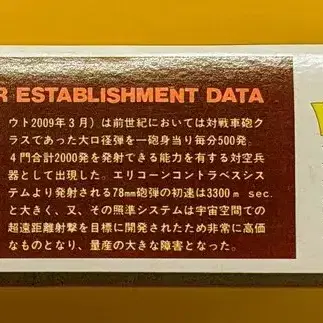 R ESTABLISHMENT DATA
ウト2009年3月）は前世紀においては対戦車砲ク
ラスであった大口径弾を一砲身当り毎分500発。
4門合計2000発を発射できる能力を有する対空兵
器として出現した。エリコーンコントラベスシス
テムより発射される78㎜砲弾の初速は3300m sec.
と大きく、又、その照準システムは宇宙空間での
超遠距離射撃を目標に開発されたため非常に高価
なものとなり、量産の大きな障害となった。